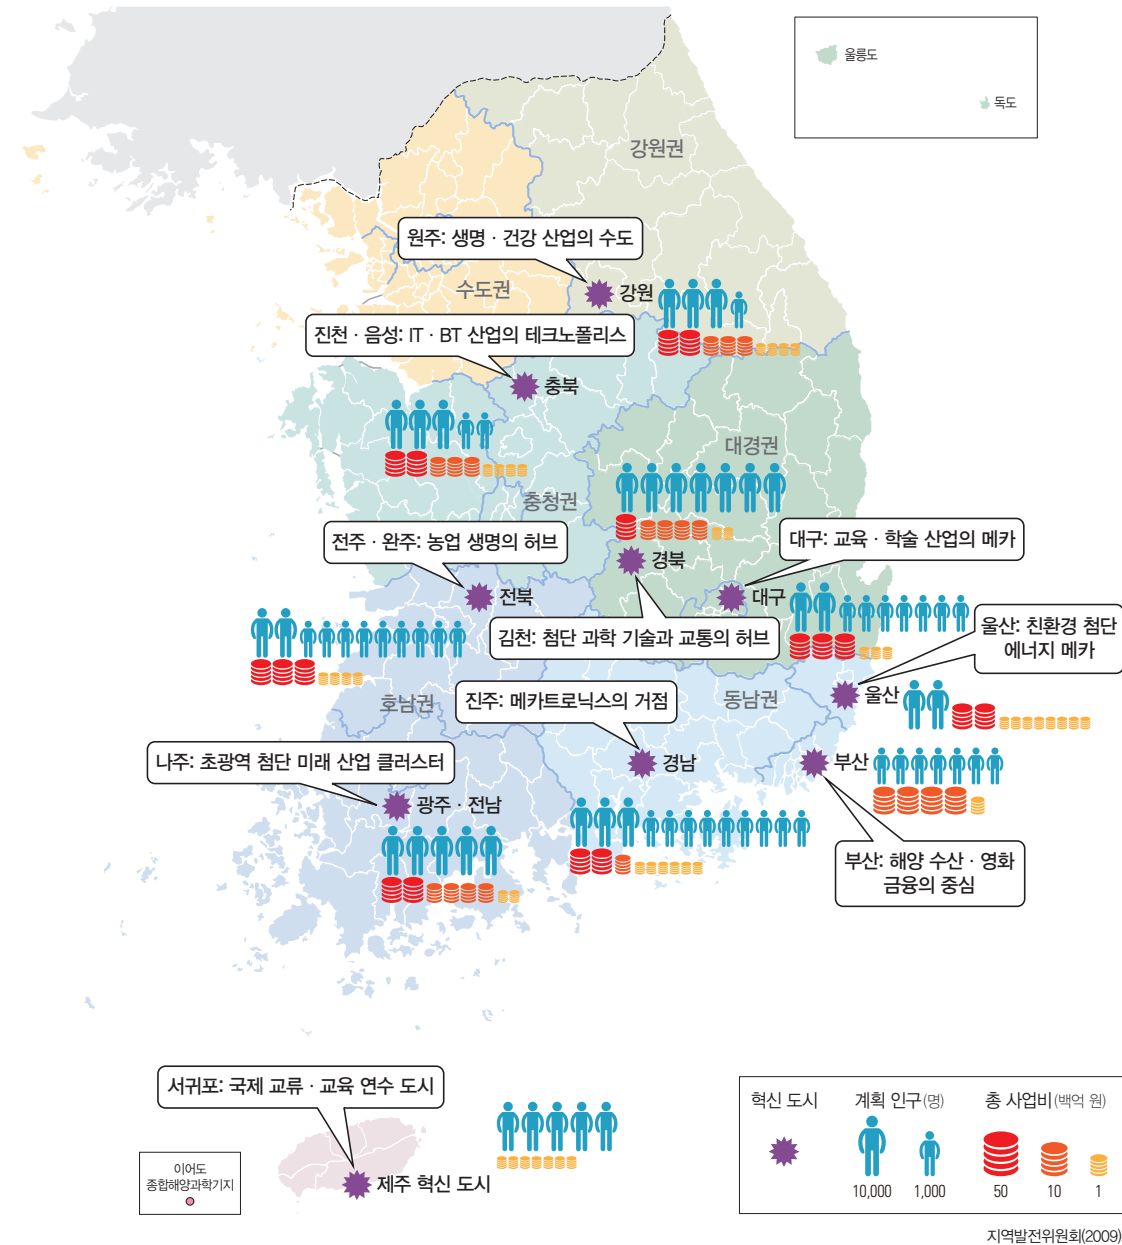 울릉도
독도
강원권
원주: 생명 · 건강 산업의 수도
수도권
강원
진천 · 음성: IT · BT 산업의 테크노폴리스
충북
대경권
충청권
전주 · 완주: 농업 생명의 허브
대구: 교육 · 학술 산업의 메카
경북
전북
대구
김천: 첨단 과학 기술과 교통의 허브
울산: 친환경 첨단
에너지 메카
진주: 메카트로닉스의 거점
호남권
동남권
울산
나주: 초광역 첨단 미래 산업 클러스터
경남
부산
광주 · 전남
부산: 해양 수산 · 영화
금융의 중심
서귀포: 국제 교류 · 교육 연수 도시
이어도
종합해양과학기지
제주 혁신 도시
혁신 도시
계획 인구(명)
총 사업비(백억 원)
10,000
1,000
50
10
1
지역발전위원회(2009)